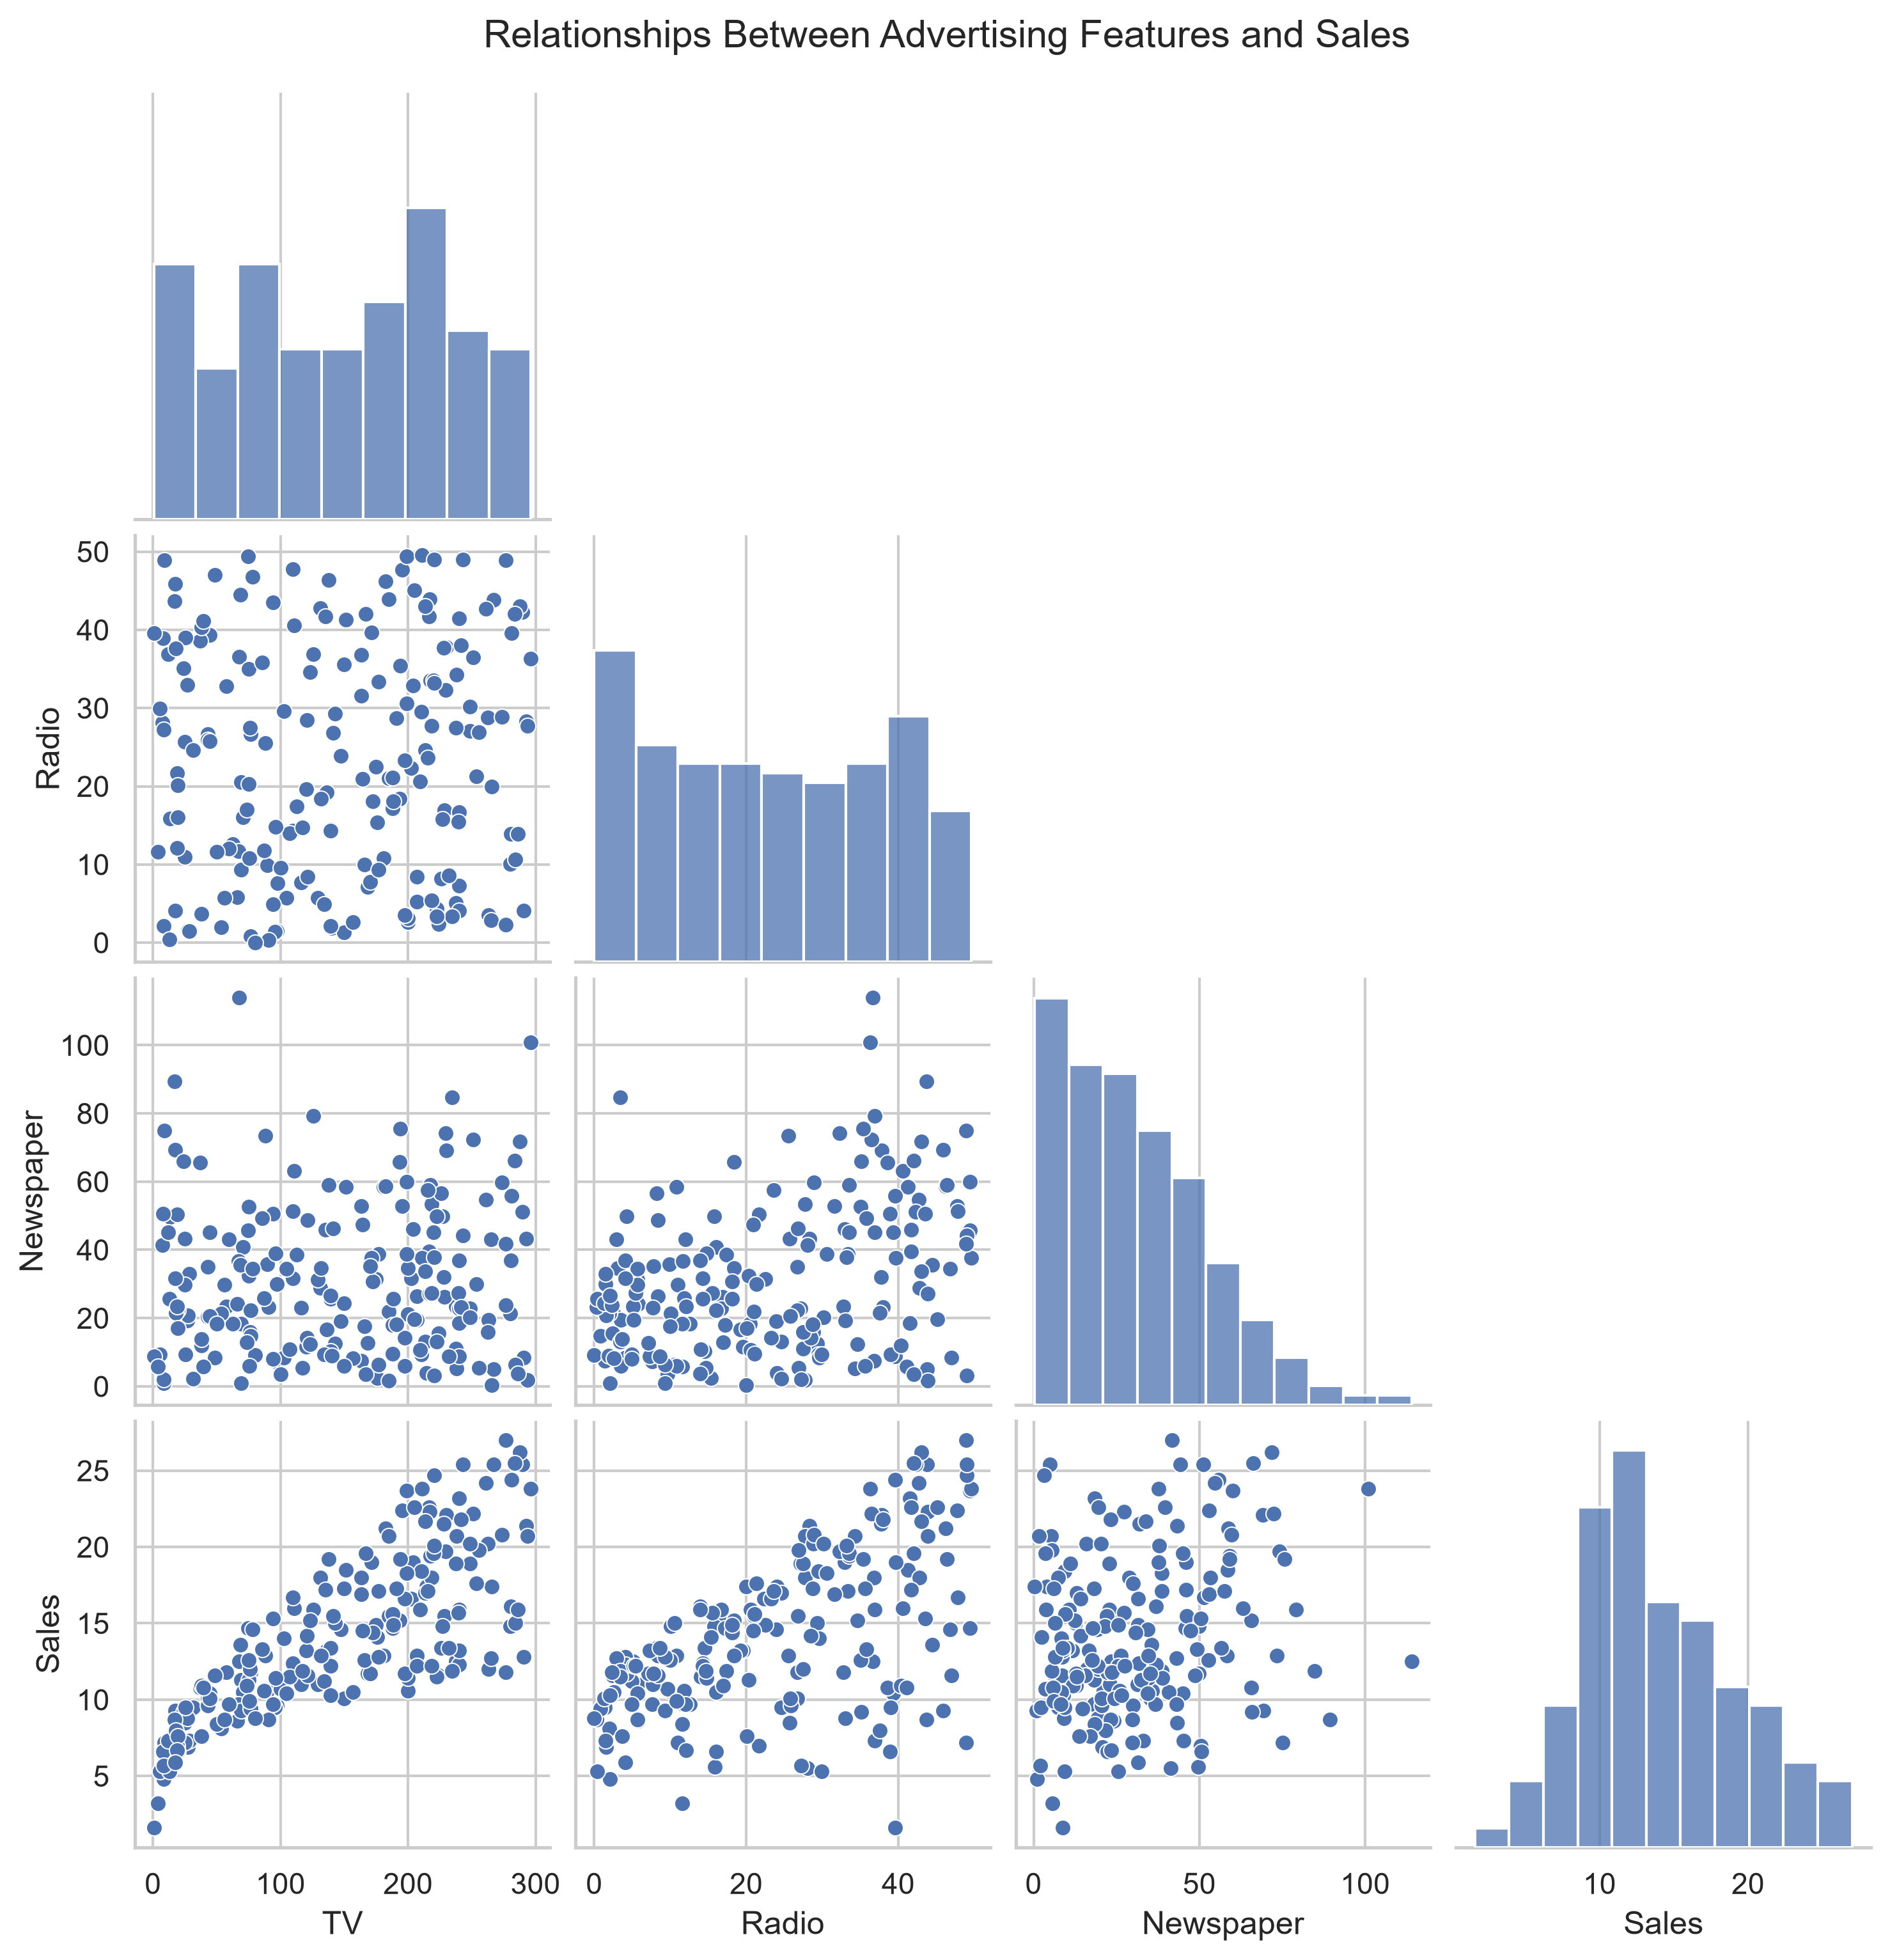 Relationships Between Advertising Features and Sales
50
40
30
20
10
0
Radio
100
80
60
40
20
0
Newspaper
25
20
15
10
5
Sales
0 100 200 300 0 20 40 0 50 100 10 20
TV Radio Newspaper Sales